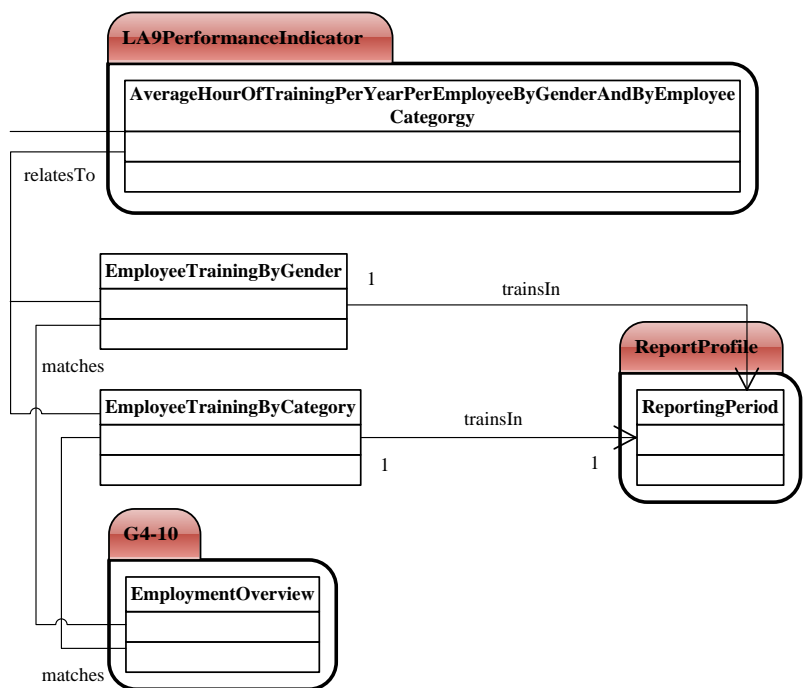 LA9PerformanceIndicator
AverageHourOfTrainingPerYearPerEmployeeByGenderAndByEmployee
Categorgy
relatesTo
EmployeeTrainingByGender
1
trainsIn
ReportProfile
matches
EmployeeTrainingByCategory
trainsIn
ReportingPeriod
1
1
G4-10
EmploymentOverview
matches